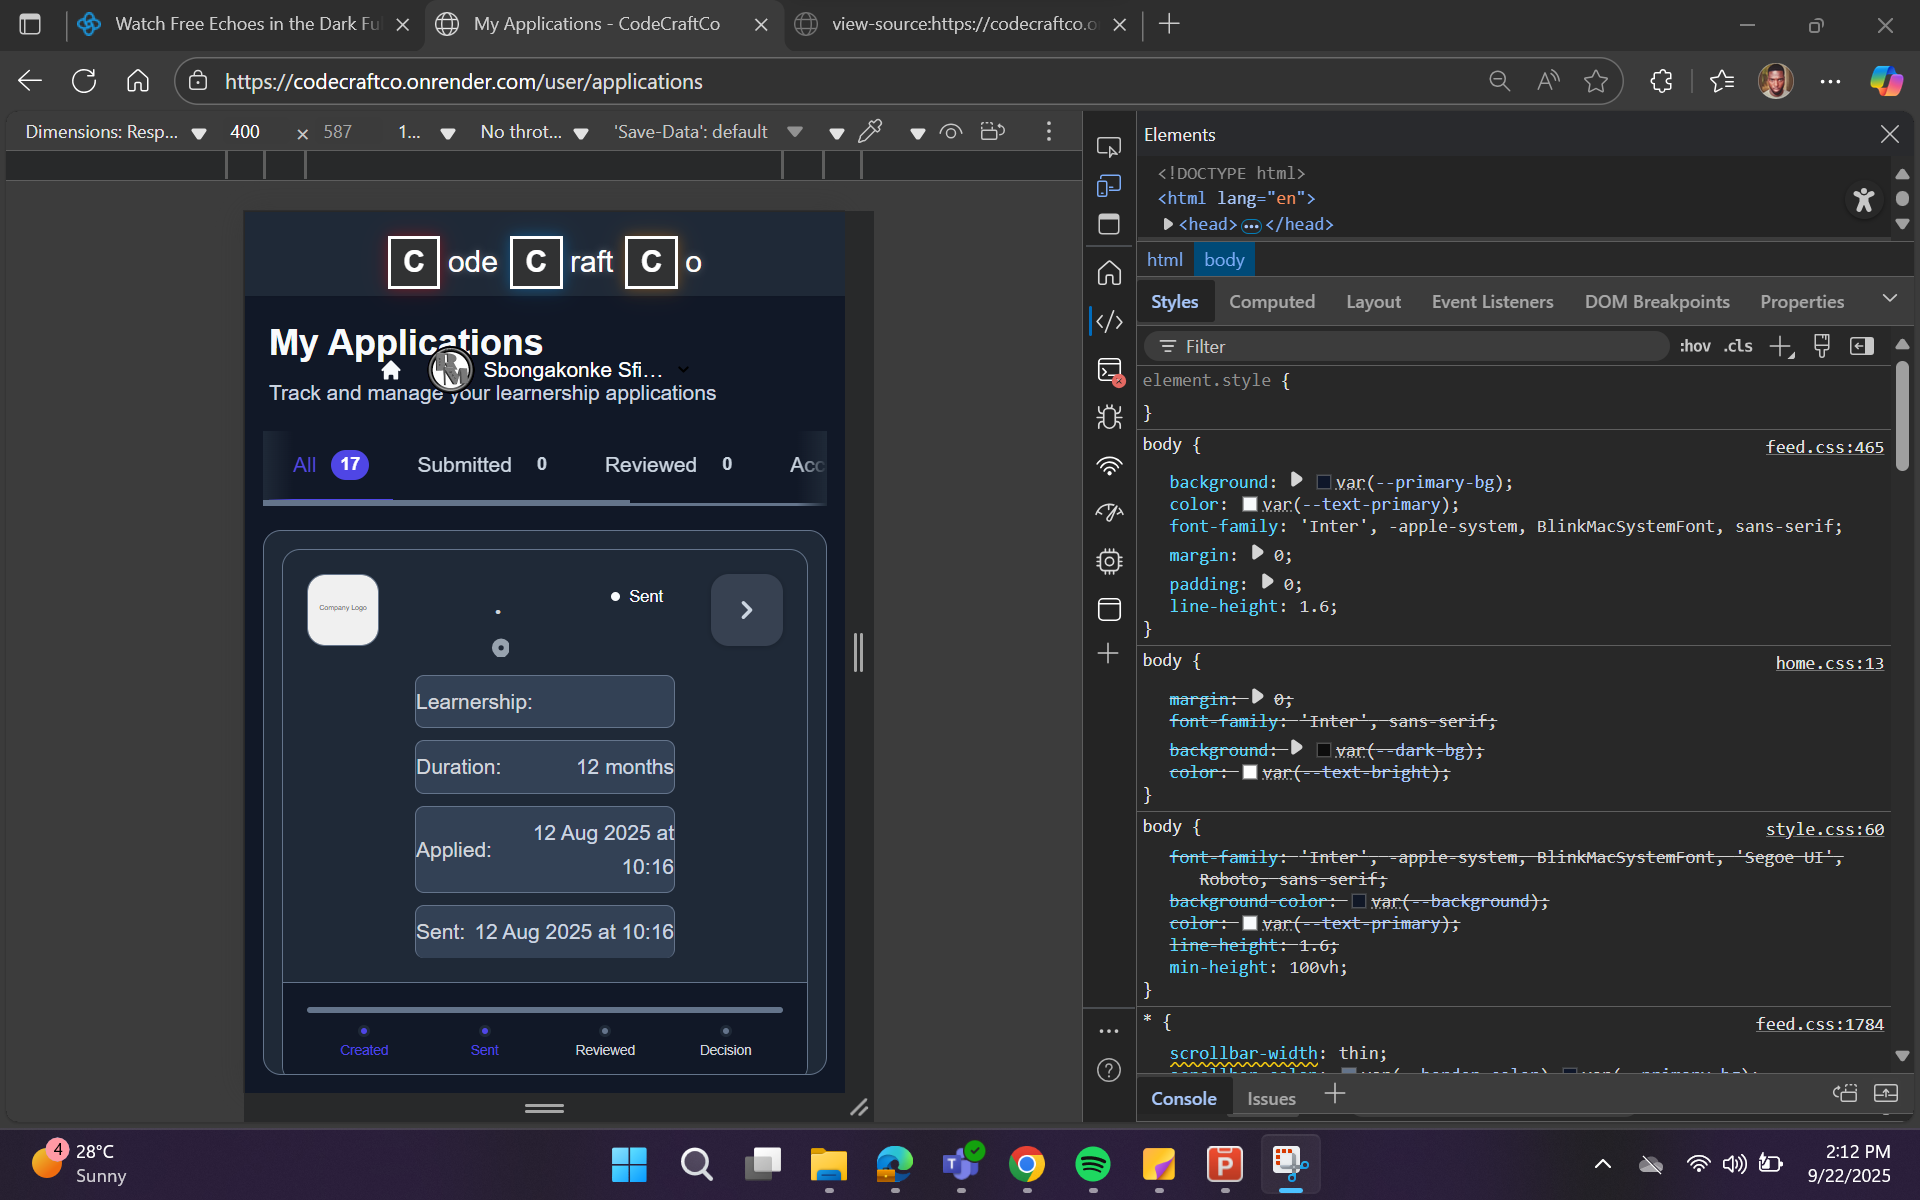 Watch Free Echoes in the Dark Fu
My Applications - CodeCraftCo
view-source:https://codecraftco.o
https://codecraftco.onrender.com/user/applications
Dimensions: Resp... 400 × 587 1... No throt... 'Save-Data': default
C ode C raft C o
My Applications
Sbongakonke Sfi...
Track and manage your learnership applications
All 17 Submitted 0 Reviewed 0 Acc
Company Logo
Sent
Learnership:
Duration: 12 months
Applied: 12 Aug 2025 at
10:16
Sent: 12 Aug 2025 at 10:16
Created Sent Reviewed Decision
Elements
<!DOCTYPE html>
<html lang="en">
<head>…</head>
html body
Styles Computed Layout Event Listeners DOM Breakpoints Properties
Filter :hov .cls
element.style {
}
body { feed.css:465
background: var(--primary-bg);
color: var(--text-primary);
font-family: 'Inter', -apple-system, BlinkMacSystemFont, sans-serif;
margin: 0;
padding: 0;
line-height: 1.6;
}
body { home.css:13
margin: 0;
font-family: 'Inter', sans-serif;
background: var(--dark-bg);
color: var(--text-bright);
}
body { style.css:60
font-family: 'Inter', -apple-system, BlinkMacSystemFont, 'Segoe UI',
Roboto, sans-serif;
background-color: var(--background);
color: var(--text-primary);
line-height: 1.6;
min-height: 100vh;
}
* { feed.css:1784
scrollbar-width: thin;
scrollbar-color: var(--border-color) var(--primary-bg);
Console Issues
4
28°C
Sunny
2:12 PM
9/22/2025